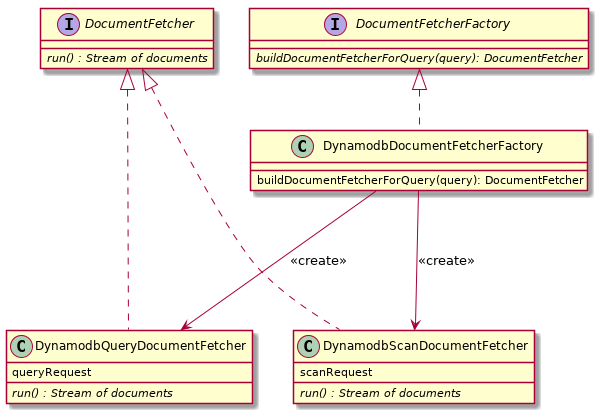 I DocumentFetcher
run() : Stream of documents
I DocumentFetcherFactory
buildDocumentFetcherForQuery(query): DocumentFetcher
C DynamodbDocumentFetcherFactory
buildDocumentFetcherForQuery(query): DocumentFetcher
«create»
«create»
C DynamodbQueryDocumentFetcher
queryRequest
run() : Stream of documents
C DynamodbScanDocumentFetcher
scanRequest
run() : Stream of documents